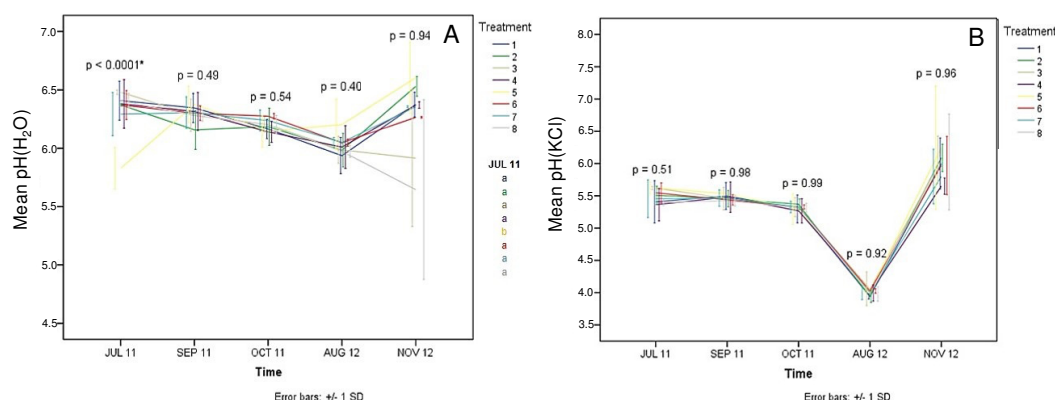 A
Mean pH(H2O)
7.0
6.5
6.0
5.5
5.0
4.5
p < 0.0001*
p = 0.49
p = 0.54
p = 0.40
p = 0.94
JUL 11
SEP 11
OCT 11
AUG 12
NOV 12
Time
Error bars: +/- 1 SD
Treatment
1
2
3
4
5
6
7
8
JUL 11
a
a
a
a
b
a
a
a
B
Mean pH(KCl)
8.0
7.5
7.0
6.5
6.0
5.5
5.0
4.5
4.0
3.5
p = 0.51
p = 0.98
p = 0.99
p = 0.92
p = 0.96
JUL 11
SEP 11
OCT 11
AUG 12
NOV 12
Time
Error bars: +/- 1 SD
Treatment
1
2
3
4
5
6
7
8